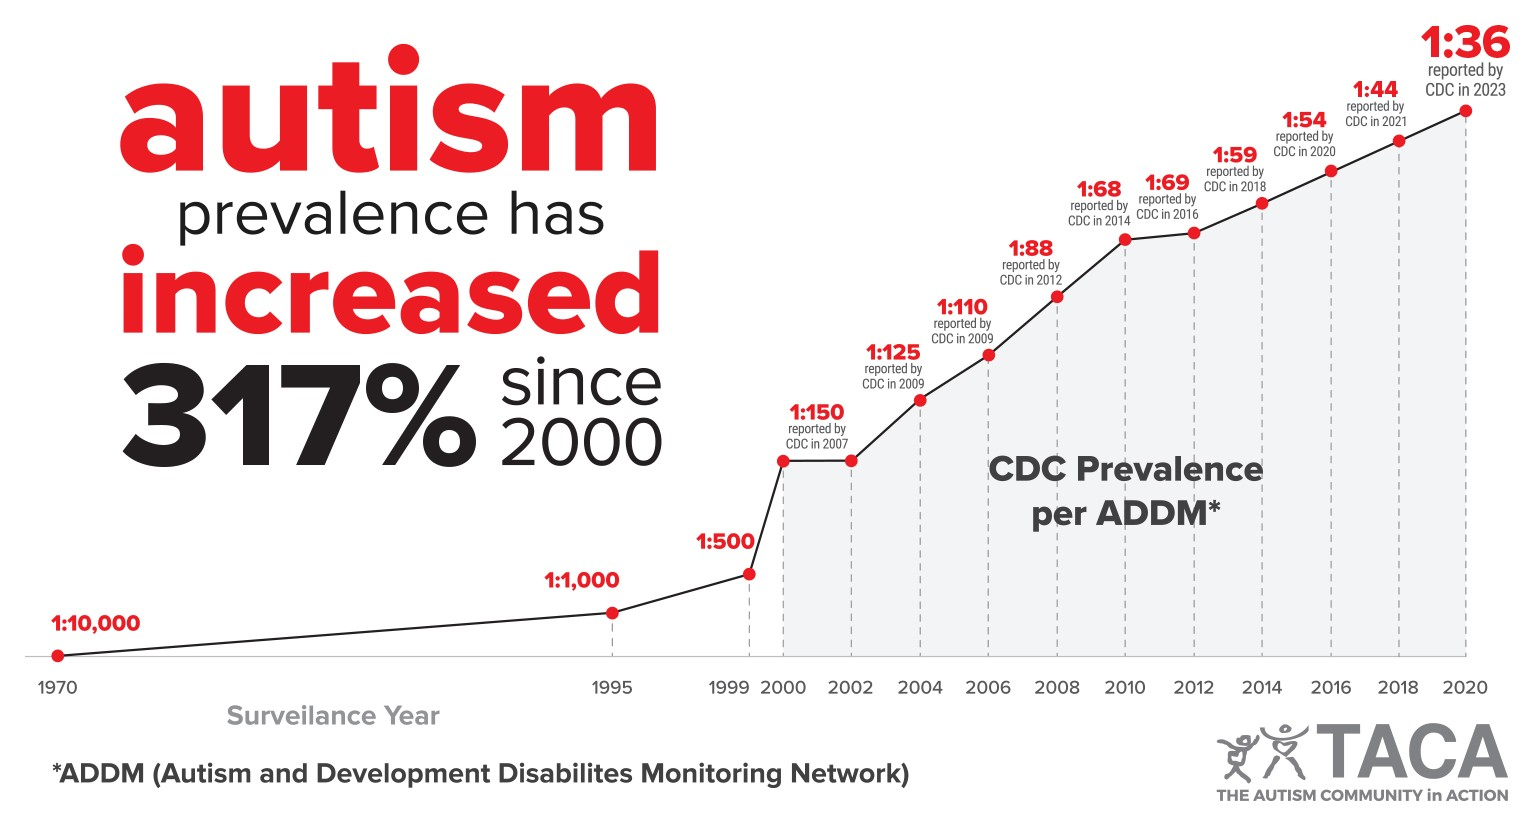 autism
prevalence has
increased
317% since
2000
1:10,000
1:1,000
1:500
1:150
reported by
CDC in 2007
1:125
reported by
CDC in 2009
1:110
reported by
CDC in 2009
1:88
reported by
CDC in 2012
1:68
reported by
CDC in 2014
1:69
reported by
CDC in 2016
1:59
reported by
CDC in 2018
1:54
reported by
CDC in 2020
1:44
reported by
CDC in 2021
1:36
reported by
CDC in 2023
CDC Prevalence
per ADDM*
1970 1995 1999 2000 2002 2004 2006 2008 2010 2012 2014 2016 2018 2020
Surveilance Year
*ADDM (Autism and Development Disabilites Monitoring Network)
TACA
THE AUTISM COMMUNITY in ACTION